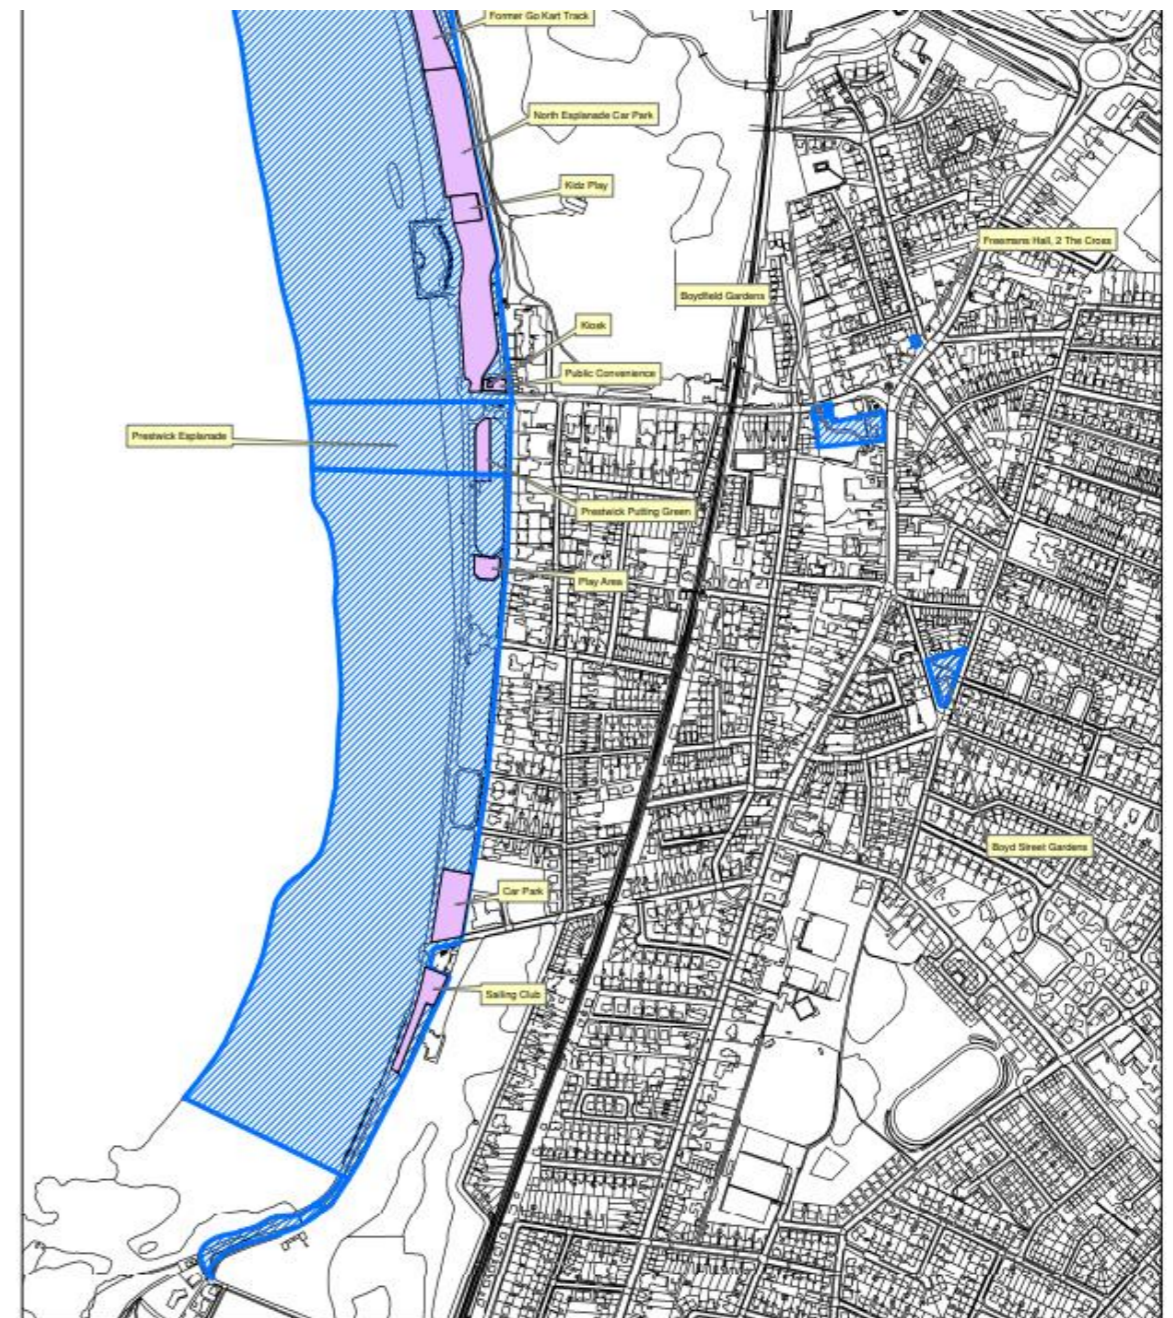 Former Go Kart Track
North Esplanade Car Park
Kidz Play
Freemans Hall, 2 The Cross
Boydfield Gardens
Kiosk
Public Convenience
Prestwick Esplanade
Prestwick Putting Green
Play Area
Boyd Street Gardens
Car Park
Sailing Club